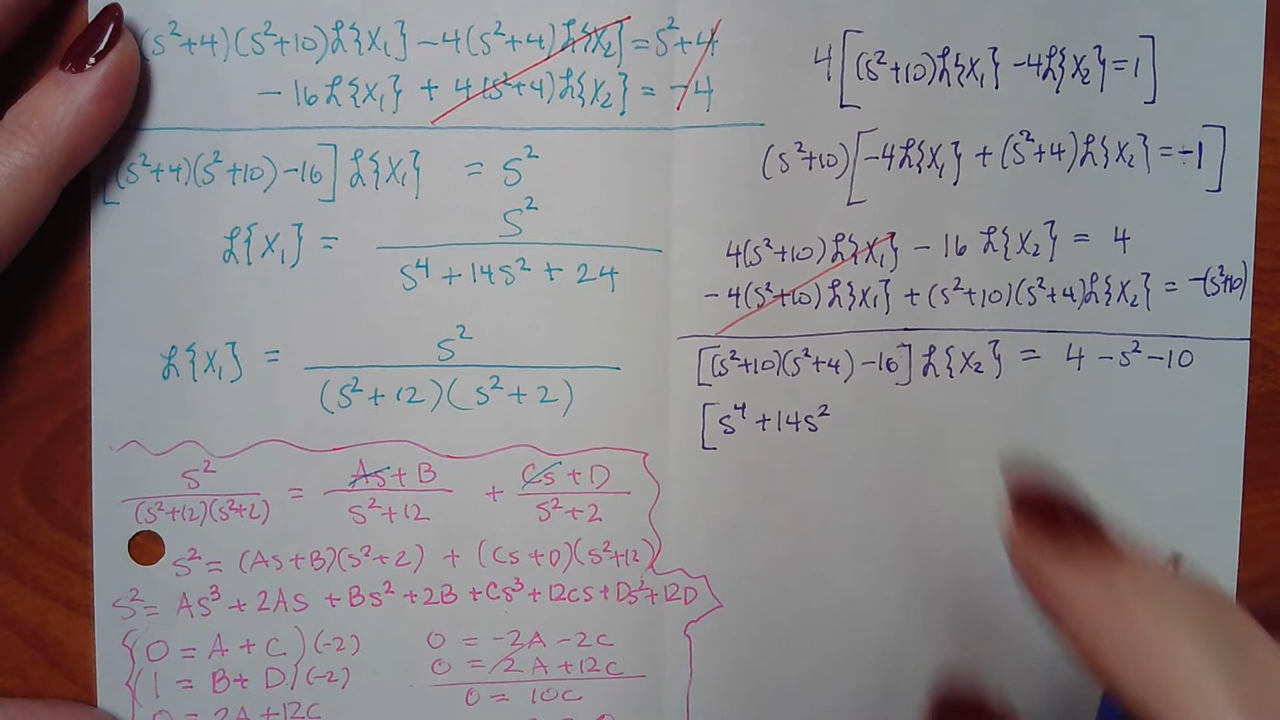 (s²+4)(s²+10)ℒ{x₁} −4(s²+4)ℒ{x₂} = s²+4
−16ℒ{x₁} + 4(s²+4)ℒ{x₂} = −4
[(s²+4)(s²+10)−16]ℒ{x₁} = s²
ℒ{x₁} = s² / (s⁴+14s²+24)
ℒ{x₁} = s² / ((s²+12)(s²+2))
s² / ((s²+12)(s²+2)) = (As+B) / (s²+12) + (Cs+D) / (s²+2)
s² = (As+B)(s²+2) + (Cs+D)(s²+12)
s² = As³+2As+Bs²+2B+Cs³+12Cs+Ds²+12D
0 = A+C)(-2) 0 = -2A-2C
1 = B+D)(-2) 0 = 2A+12C
0 = 2A+12C 0 = 10C
4[(s²+10)ℒ{x₁} −4ℒ{x₂} = 1]
(s²+10)[−4ℒ{x₁} + (s²+4)ℒ{x₂} = −1]
4(s²+10)ℒ{x₁} − 16ℒ{x₂} = 4
−4(s²+10)ℒ{x₁} + (s²+10)(s²+4)ℒ{x₂} = −(s²+10)
[(s²+10)(s²+4)−16]ℒ{x₂} = 4−s²−10
[s⁴+14s²